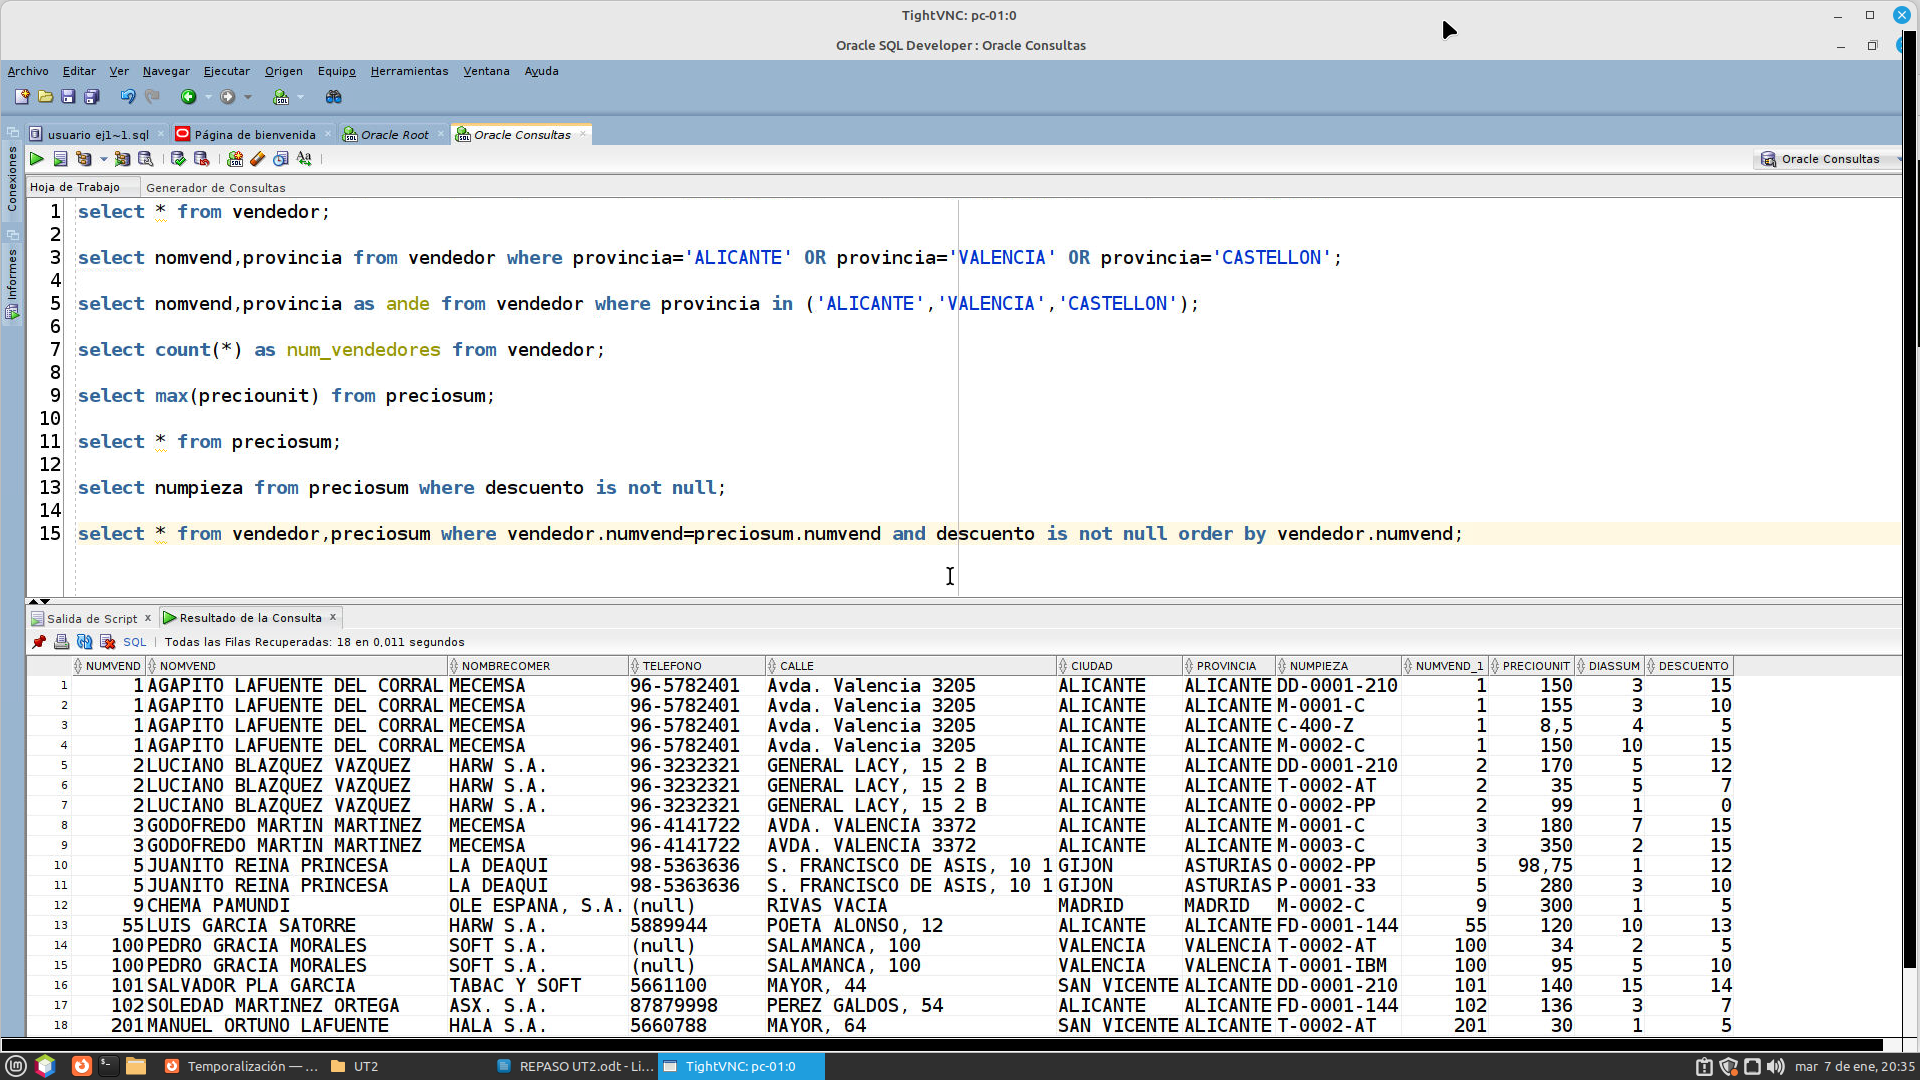 TightVNC: pc-01:0
Oracle SQL Developer : Oracle Consultas
Archivo Editar Ver Navegar Ejecutar Origen Equipo Herramientas Ventana Ayuda
usuario ej1~1.sql Página de bienvenida Oracle Root Oracle Consultas
Oracle Consultas
Conexiones
Informes
Hoja de Trabajo Generador de Consultas
1 select * from vendedor;
2
3 select nomvend,provincia from vendedor where provincia='ALICANTE' OR provincia='VALENCIA' OR provincia='CASTELLON';
4
5 select nomvend,provincia as ande from vendedor where provincia in ('ALICANTE','VALENCIA','CASTELLON');
6
7 select count(*) as num_vendedores from vendedor;
8
9 select max(preciounit) from preciosum;
10
11 select * from preciosum;
12
13 select numpieza from preciosum where descuento is not null;
14
15 select * from vendedor,preciosum where vendedor.numvend=preciosum.numvend and descuento is not null order by vendedor.numvend;
Salida de Script x Resultado de la Consulta x
SQL | Todas las Filas Recuperadas: 18 en 0,011 segundos
NUMVEND NOMVEND NOMBRECOMER TELEFONO CALLE CIUDAD PROVINCIA NUMPIEZA NUMVEND_1 PRECIOUNIT DIASSUM DESCUENTO
1 1 AGAPITO LAFUENTE DEL CORRAL MECEMSA 96-5782401 Avda. Valencia 3205 ALICANTE ALICANTE DD-0001-210 1 150 3 15
2 1 AGAPITO LAFUENTE DEL CORRAL MECEMSA 96-5782401 Avda. Valencia 3205 ALICANTE ALICANTE M-0001-C 1 155 3 10
3 1 AGAPITO LAFUENTE DEL CORRAL MECEMSA 96-5782401 Avda. Valencia 3205 ALICANTE ALICANTE C-400-Z 1 8,5 4 5
4 1 AGAPITO LAFUENTE DEL CORRAL MECEMSA 96-5782401 Avda. Valencia 3205 ALICANTE ALICANTE M-0002-C 1 150 10 15
5 2 LUCIANO BLAZQUEZ VAZQUEZ HARW S.A. 96-3232321 GENERAL LACY, 15 2 B ALICANTE ALICANTE DD-0001-210 2 170 5 12
6 2 LUCIANO BLAZQUEZ VAZQUEZ HARW S.A. 96-3232321 GENERAL LACY, 15 2 B ALICANTE ALICANTE T-0002-AT 2 35 5 7
7 2 LUCIANO BLAZQUEZ VAZQUEZ HARW S.A. 96-3232321 GENERAL LACY, 15 2 B ALICANTE ALICANTE O-0002-PP 2 99 1 0
8 3 GODOFREDO MARTIN MARTINEZ MECEMSA 96-4141722 AVDA. VALENCIA 3372 ALICANTE ALICANTE M-0001-C 3 180 7 15
9 3 GODOFREDO MARTIN MARTINEZ MECEMSA 96-4141722 AVDA. VALENCIA 3372 ALICANTE ALICANTE M-0003-C 3 350 2 15
10 5 JUANITO REINA PRINCESA LA DEAQUI 98-5363636 S. FRANCISCO DE ASIS, 10 1 GIJON ASTURIAS O-0002-PP 5 98,75 1 12
11 5 JUANITO REINA PRINCESA LA DEAQUI 98-5363636 S. FRANCISCO DE ASIS, 10 1 GIJON ASTURIAS P-0001-33 5 280 3 10
12 9 CHEMA PAMUNDI OLE ESPANA, S.A. (null) RIVAS VACIA MADRID MADRID M-0002-C 9 300 1 5
13 55 LUIS GARCIA SATORRE HARW S.A. 5889944 POETA ALONSO, 12 ALICANTE ALICANTE FD-0001-144 55 120 10 13
14 100 PEDRO GRACIA MORALES SOFT S.A. (null) SALAMANCA, 100 VALENCIA VALENCIA T-0002-AT 100 34 2 5
15 100 PEDRO GRACIA MORALES SOFT S.A. (null) SALAMANCA, 100 VALENCIA VALENCIA T-0001-IBM 100 95 5 10
16 101 SALVADOR PLA GARCIA TABAC Y SOFT 5661100 MAYOR, 44 SAN VICENTE ALICANTE DD-0001-210 101 140 15 14
17 102 SOLEDAD MARTINEZ ORTEGA ASX. S.A. 87879998 PEREZ GALDOS, 54 ALICANTE ALICANTE FD-0001-144 102 136 3 7
18 201 MANUEL ORTUNO LAFUENTE HALA S.A. 5660788 MAYOR, 64 SAN VICENTE ALICANTE T-0002-AT 201 30 1 5
Temporalización — ... UT2 REPASO UT2.odt - Li... TightVNC: pc-01:0 mar 7 de ene, 20:35